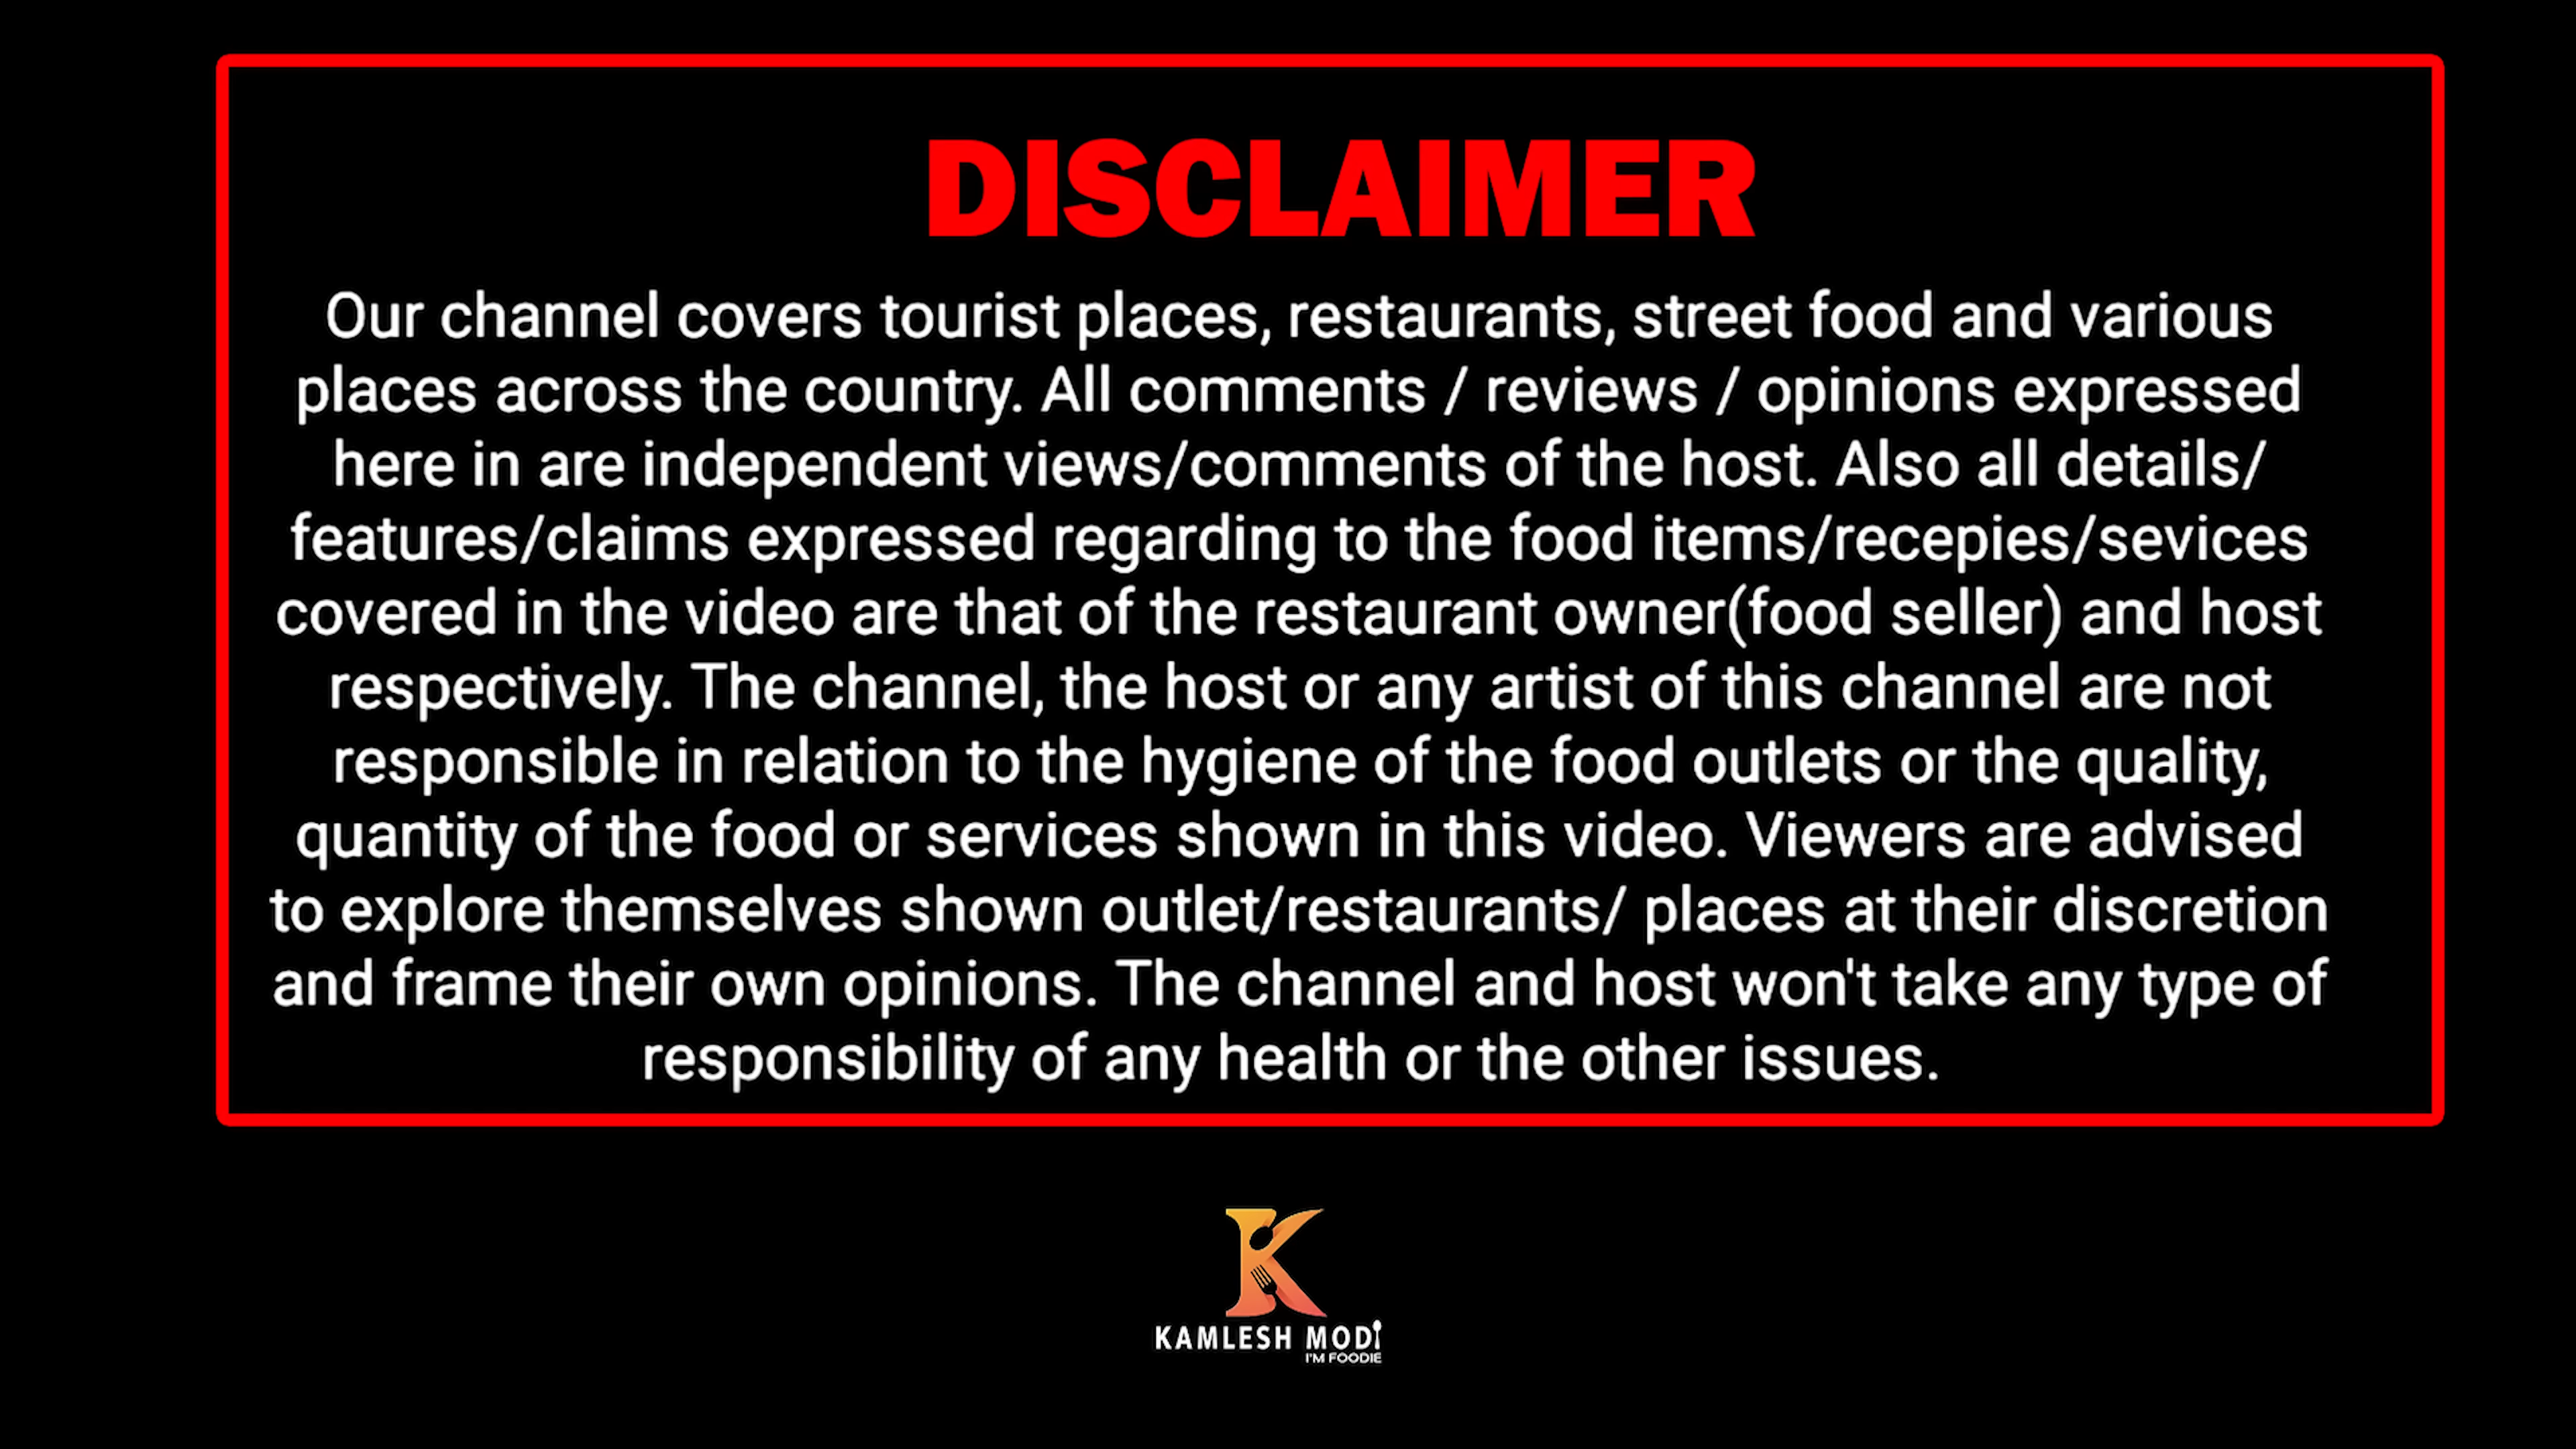 DISCLAIMER
Our channel covers tourist places, restaurants, street food and various
places across the country. All comments / reviews / opinions expressed
here in are independent views/comments of the host. Also all details/
features/claims expressed regarding to the food items/recepies/sevices
covered in the video are that of the restaurant owner(food seller) and host
respectively. The channel, the host or any artist of this channel are not
responsible in relation to the hygiene of the food outlets or the quality,
quantity of the food or services shown in this video. Viewers are advised
to explore themselves shown outlet/restaurants/ places at their discretion
and frame their own opinions. The channel and host won't take any type of
responsibility of any health or the other issues.
K
KAMLESH MODI
I'M FOODIE